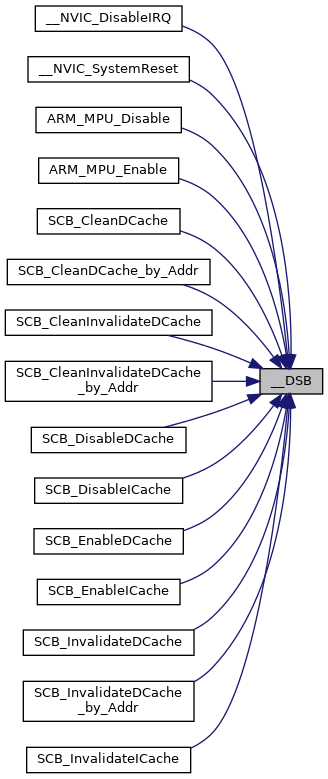 __NVIC_DisableIRQ
__NVIC_SystemReset
ARM_MPU_Disable
ARM_MPU_Enable
SCB_CleanDCache
SCB_CleanDCache_by_Addr
SCB_CleanInvalidateDCache
SCB_CleanInvalidateDCache
_by_Addr
__DSB
SCB_DisableDCache
SCB_DisableICache
SCB_EnableDCache
SCB_EnableICache
SCB_InvalidateDCache
SCB_InvalidateDCache
_by_Addr
SCB_InvalidateICache